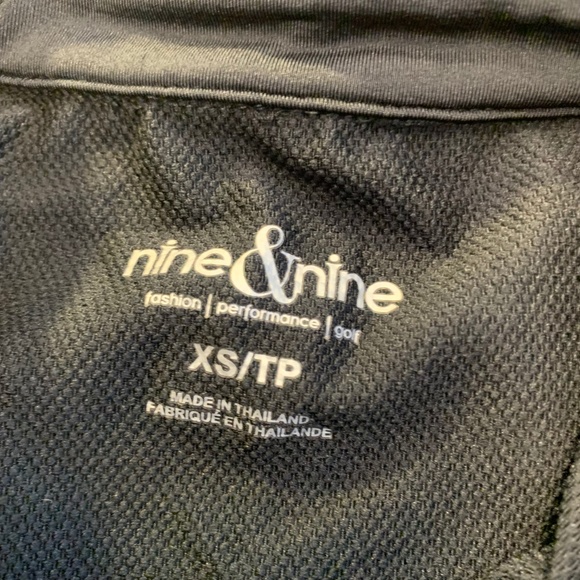 nine&nine
fashion | performance | golf
XS/TP
MADE IN THAILAND
FABRIQUÉ EN THAILANDE